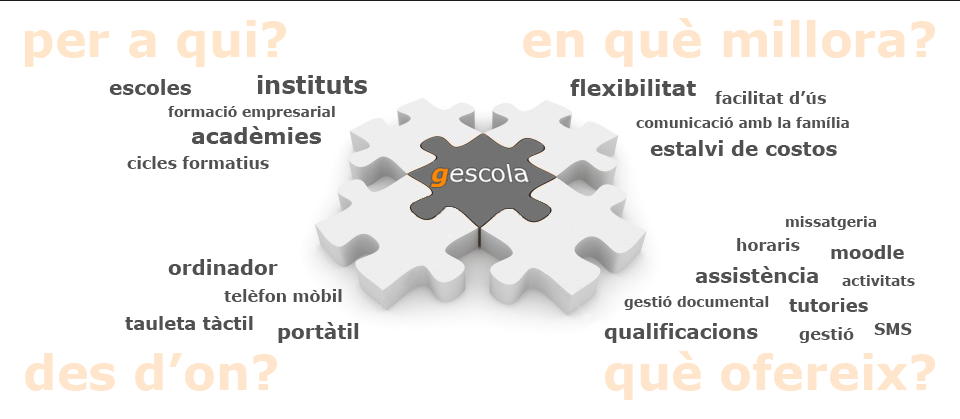 per a qui?
escoles
instituts
formació empresarial
acadèmies
cicles formatius
en què millora?
flexibilitat
facilitat d’ús
comunicació amb la família
estalvi de costos
gescola
ordinador
telèfon mòbil
tauleta tàctil
portàtil
des d’on?
missatgeria
horaris
moodle
assistència
activitats
gestió documental
tutories
qualificacions
gestió
SMS
què ofereix?